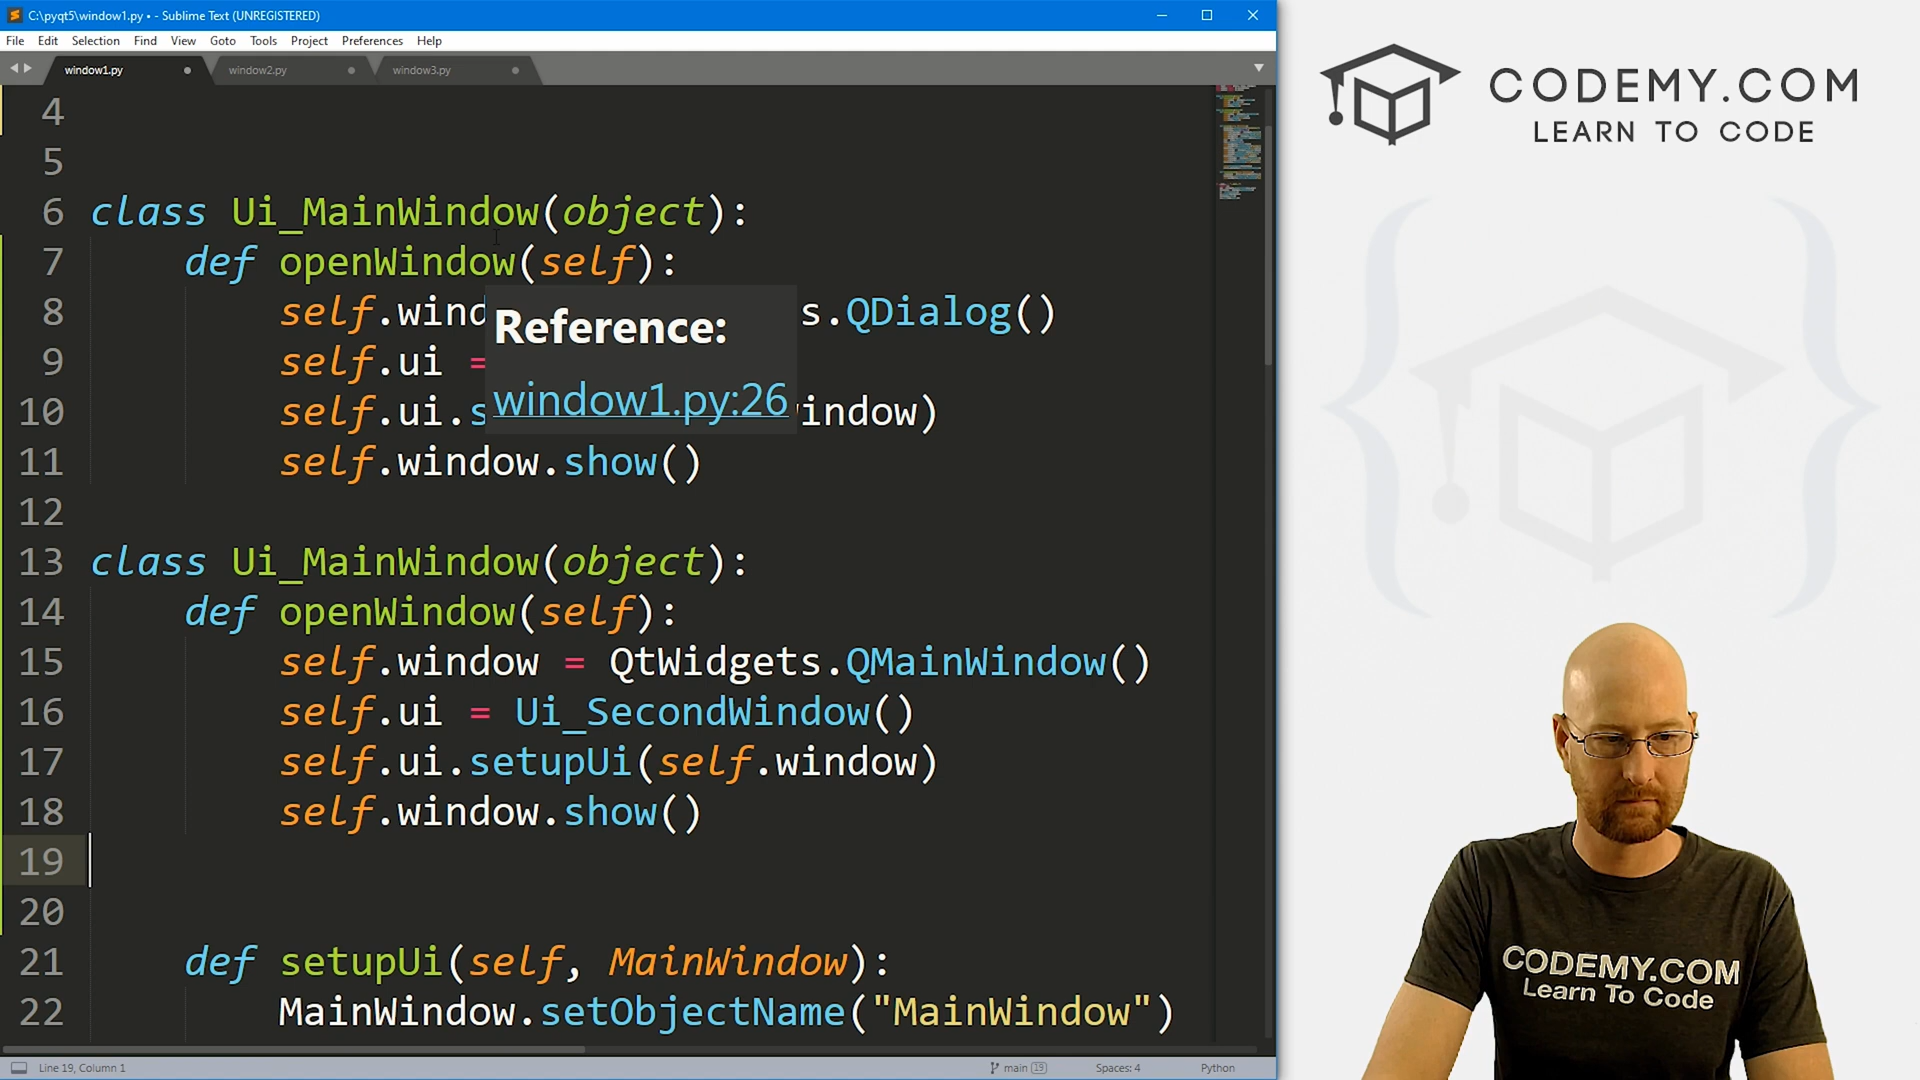 C:\pyqt5\window1.py • - Sublime Text (UNREGISTERED)
File Edit Selection Find View Goto Tools Project Preferences Help
window1.py window2.py window3.py
4
5
6 class Ui_MainWindow(object):
7 def openWindow(self):
8 self.wind s.QDialog()
9 self.ui =
10 self.ui.s indow)
11 self.window.show()
Reference:
window1.py:26
12
13 class Ui_MainWindow(object):
14 def openWindow(self):
15 self.window = QtWidgets.QMainWindow()
16 self.ui = Ui_SecondWindow()
17 self.ui.setupUi(self.window)
18 self.window.show()
19
20
21 def setupUi(self, MainWindow):
22 MainWindow.setObjectName("MainWindow")
Line 19, Column 1 main 19 Spaces: 4 Python
CODEMY.COM
LEARN TO CODE
CODEMY.COM
Learn To Code